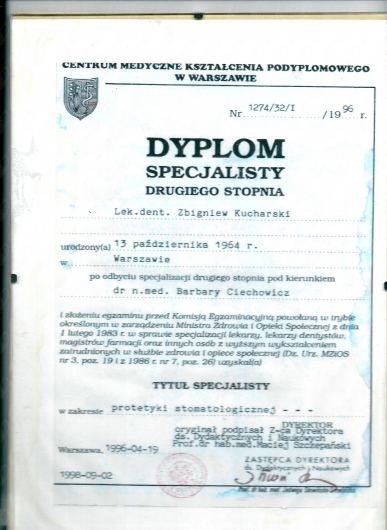 CENTRUM MEDYCZNE KSZTAŁCENIA PODYPLOMOWEGO
W WARSZAWIE
Nr 1274/32/I /19 96 r.
DYPLOM
SPECJALISTY
DRUGIEGO STOPNIA
Lek.dent. Zbigniew Kucharski
urodzony(a) 13 października 1964 r.
w Warszawie
po odbyciu specjalizacji drugiego stopnia pod kierunkiem
dr n.med. Barbary Ciechowicz
i złożeniu egzaminu przed Komisją Egzaminacyjną powołaną w trybie
określonym w zarządzeniu Ministra Zdrowia i Opieki Społecznej z dnia
1 lutego 1983 r. w sprawie specjalizacji lekarzy, lekarzy dentystów,
magistrów farmacji oraz innych osób z wyższym wykształceniem
zatrudnionych w służbie zdrowia i opiece społecznej (Dz. Urz. MZiOS
nr 3, poz. 19 i z 1986 r. nr 7, poz. 26) uzyskał(a)
TYTUŁ SPECJALISTY
w zakresie protetyki stomatologicznej - - -
DYREKTOR
oryginał podpisał Z-ca Dyrektora
ds. Dydaktycznych i Naukowych
Prof.dr hab.med.Maciej Szczepański
Warszawa, 1996-04-19
ZASTĘPCA DYREKTORA
ds. Dydaktycznych i Naukowych
1998-09-02
Prof. dr hab. med. Jadwiga